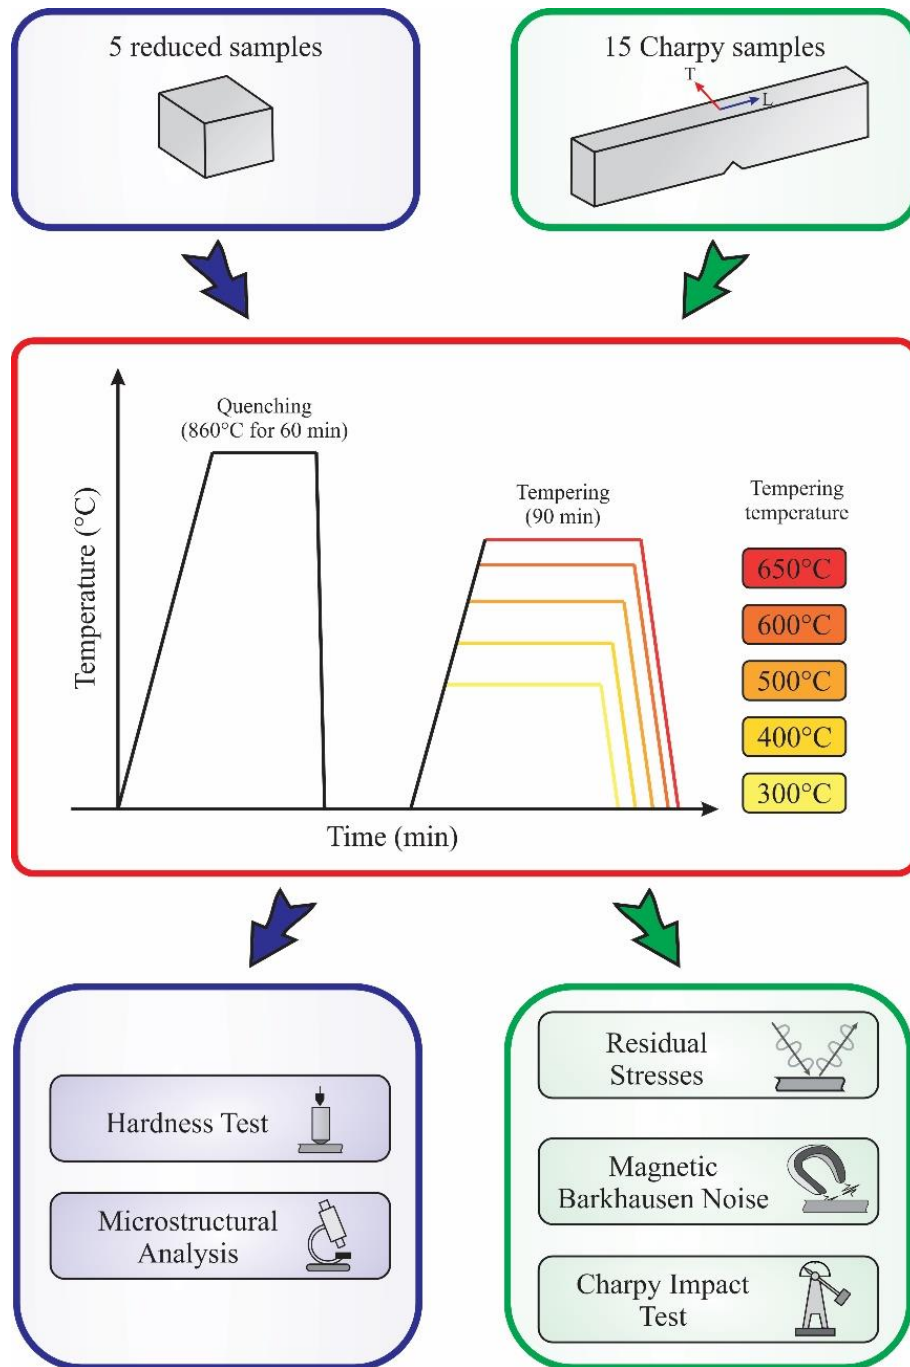 5 reduced samples
15 Charpy samples
T
L
Quenching
(860°C for 60 min)
Tempering
(90 min)
Tempering
temperature
650°C
600°C
500°C
400°C
300°C
Temperature (°C)
Time (min)
Hardness Test
Microstructural
Analysis
Residual
Stresses
Magnetic
Barkhausen Noise
Charpy Impact
Test